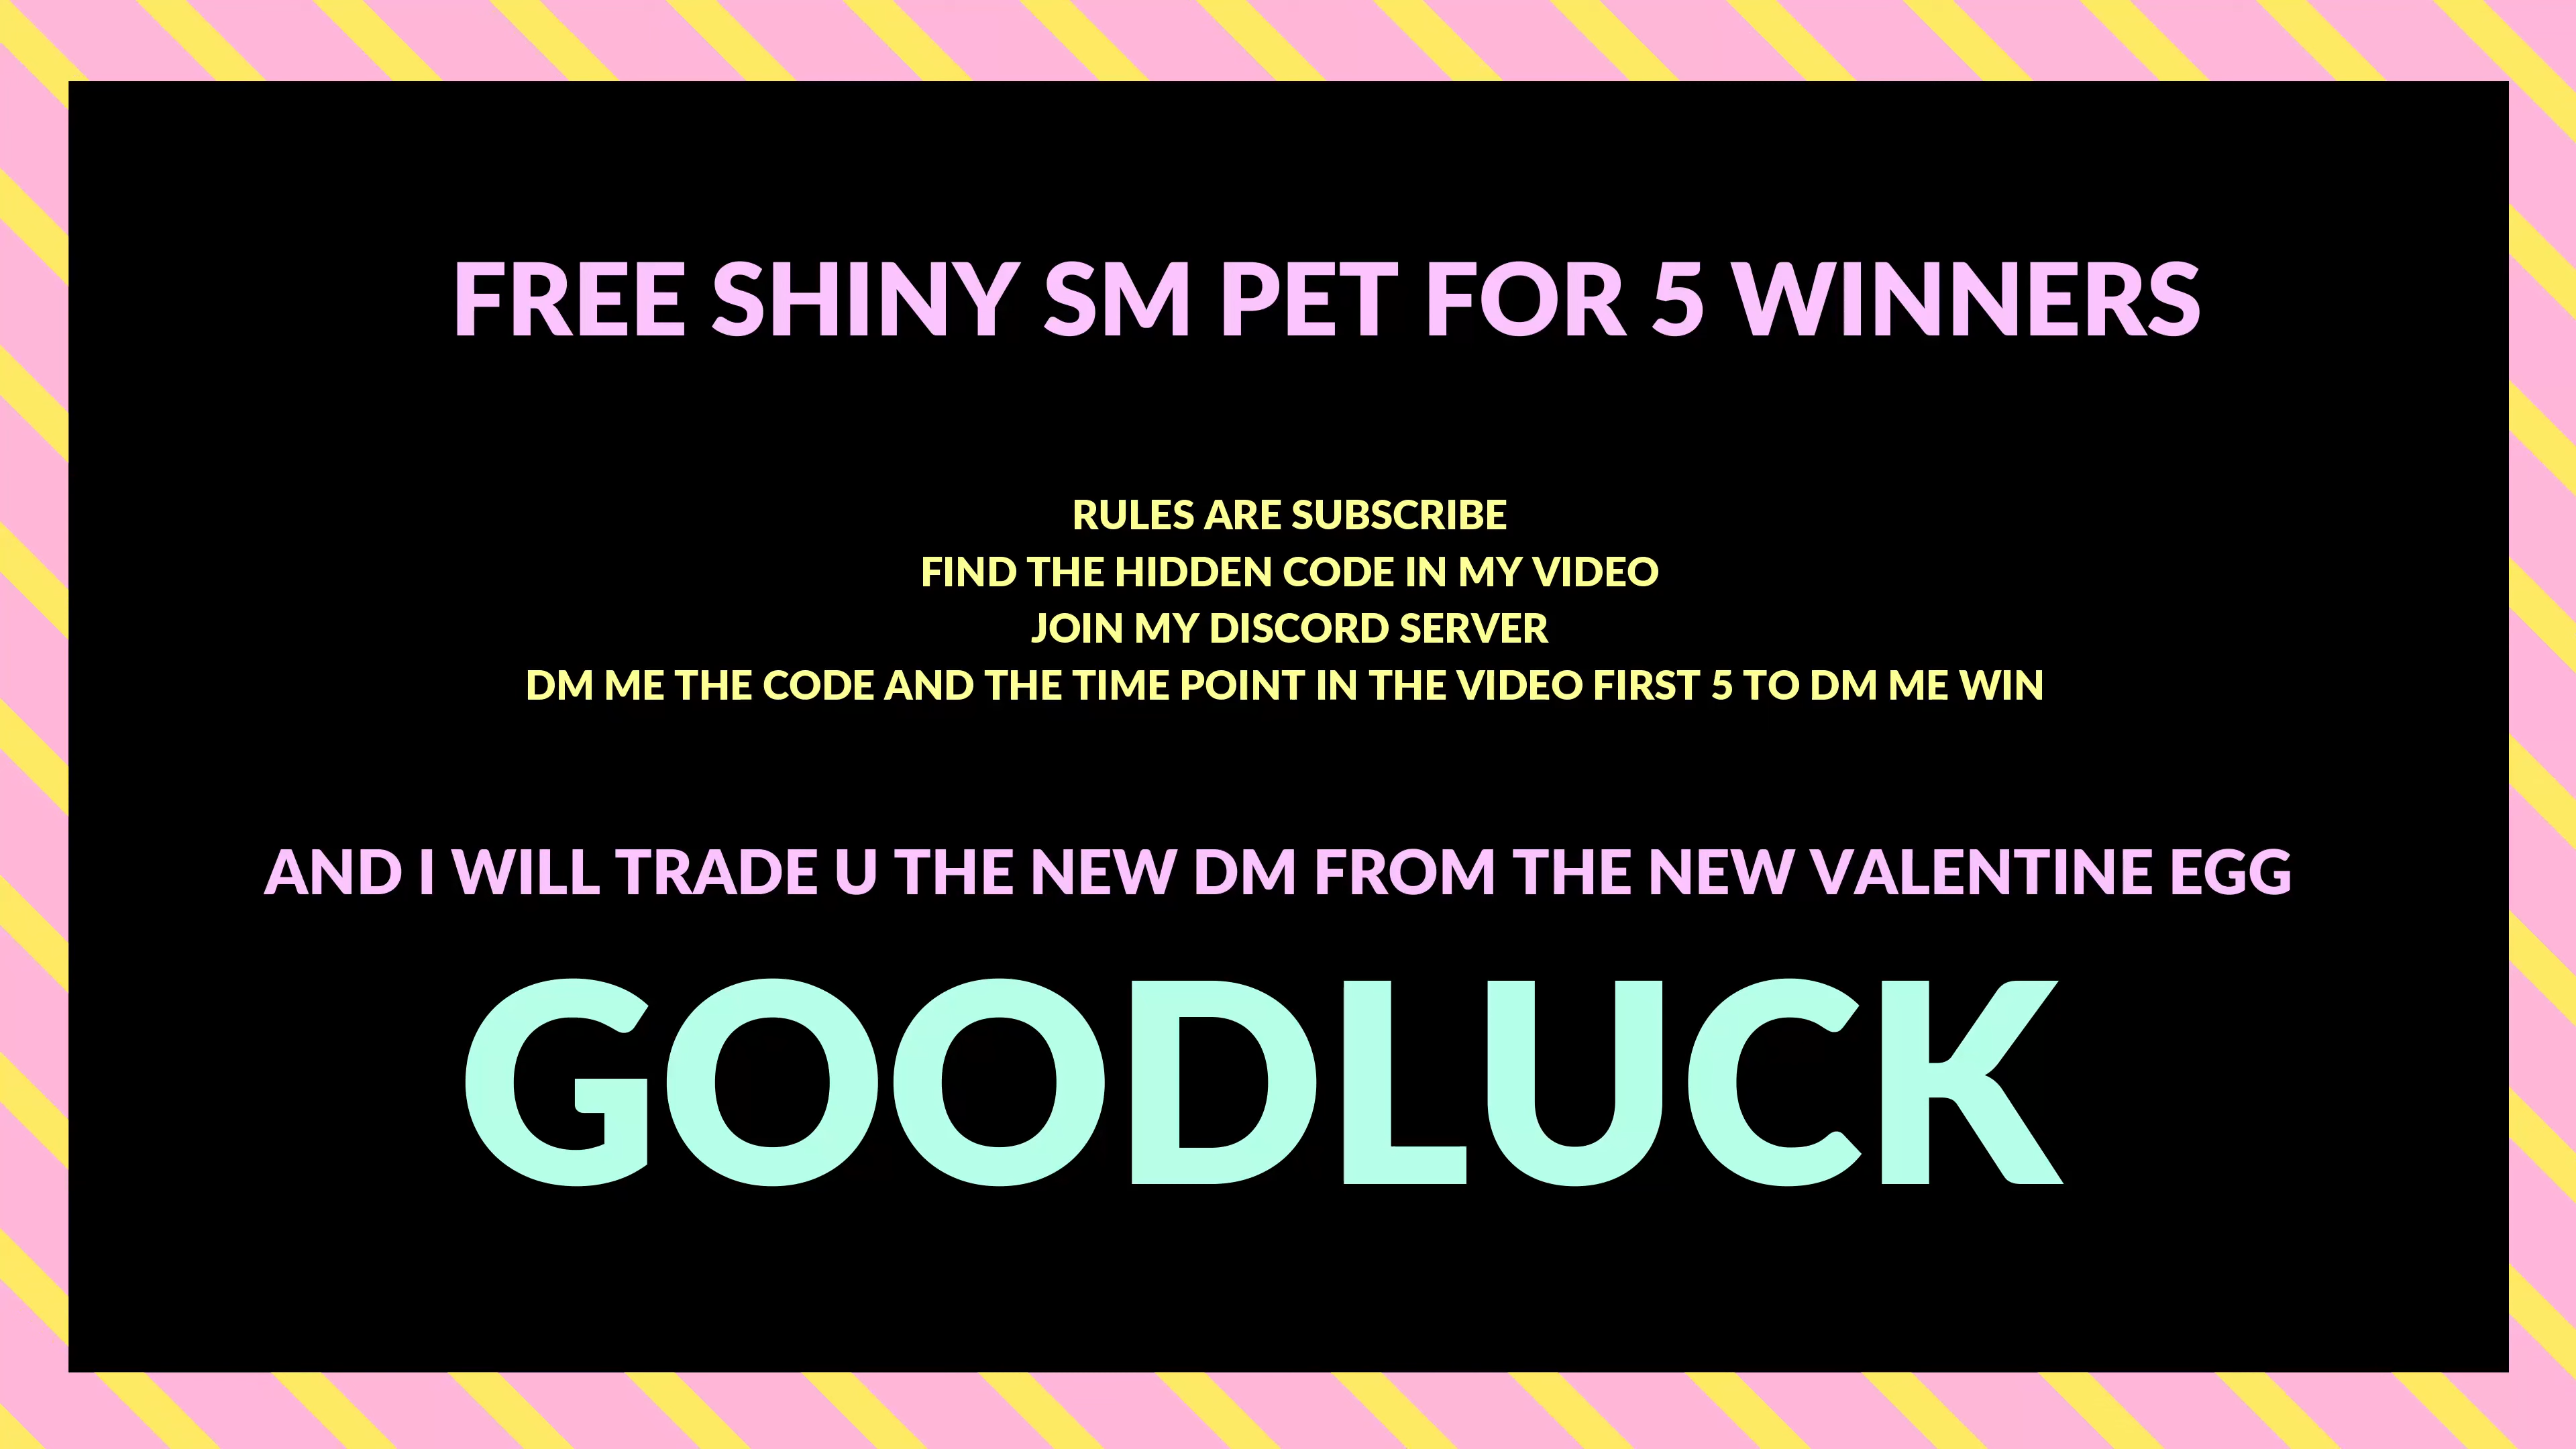 FREE SHINY SM PET FOR 5 WINNERS
RULES ARE SUBSCRIBE
FIND THE HIDDEN CODE IN MY VIDEO
JOIN MY DISCORD SERVER
DM ME THE CODE AND THE TIME POINT IN THE VIDEO FIRST 5 TO DM ME WIN
AND I WILL TRADE U THE NEW DM FROM THE NEW VALENTINE EGG
GOODLUCK